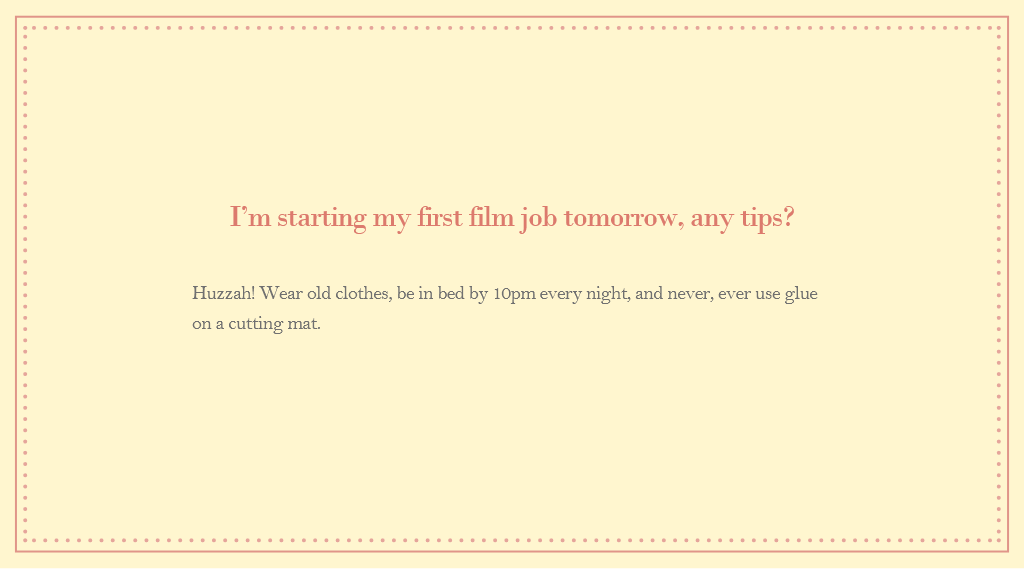 I’m starting my first film job tomorrow, any tips?
Huzzah! Wear old clothes, be in bed by 10pm every night, and never, ever use glue
on a cutting mat.